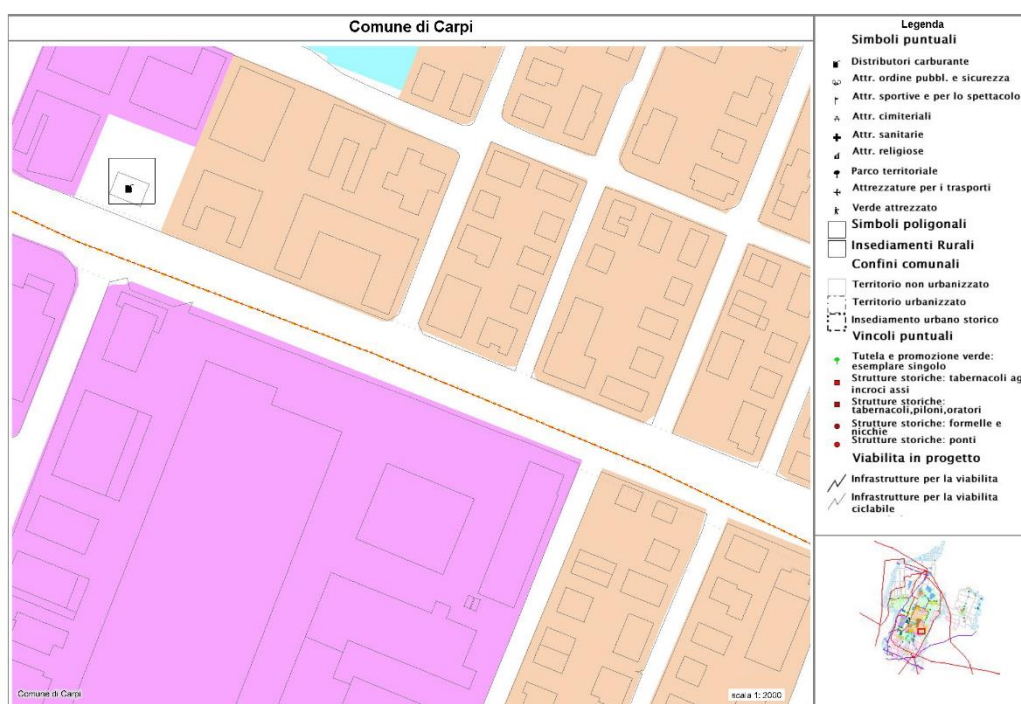 Comune di Carpi
Legenda
Simboli puntuali
Distributori carburante
Attr. ordine pubbl. e sicurezza
Attr. sportive e per lo spettacolo
Attr. cimiteriali
Attr. sanitarie
Attr. religiose
Parco territoriale
Attrezzature per i trasporti
Verde attrezzato
Simboli poligonali
Insediamenti Rurali
Confini comunali
Territorio non urbanizzato
Territorio urbanizzato
Insediamento urbano storico
Vincoli puntuali
Tutela e promozione verde:
esemplare singolo
Strutture storiche: tabernacoli ag
incroci assi
Strutture storiche:
tabernacoli,piloni,oratori
Strutture storiche: formelle e
nicchie
Strutture storiche: ponti
Viabilita in progetto
Infrastrutture per la viabilita
Infrastrutture per la viabilita
ciclabile
Comune di Carpi
scala 1: 2000